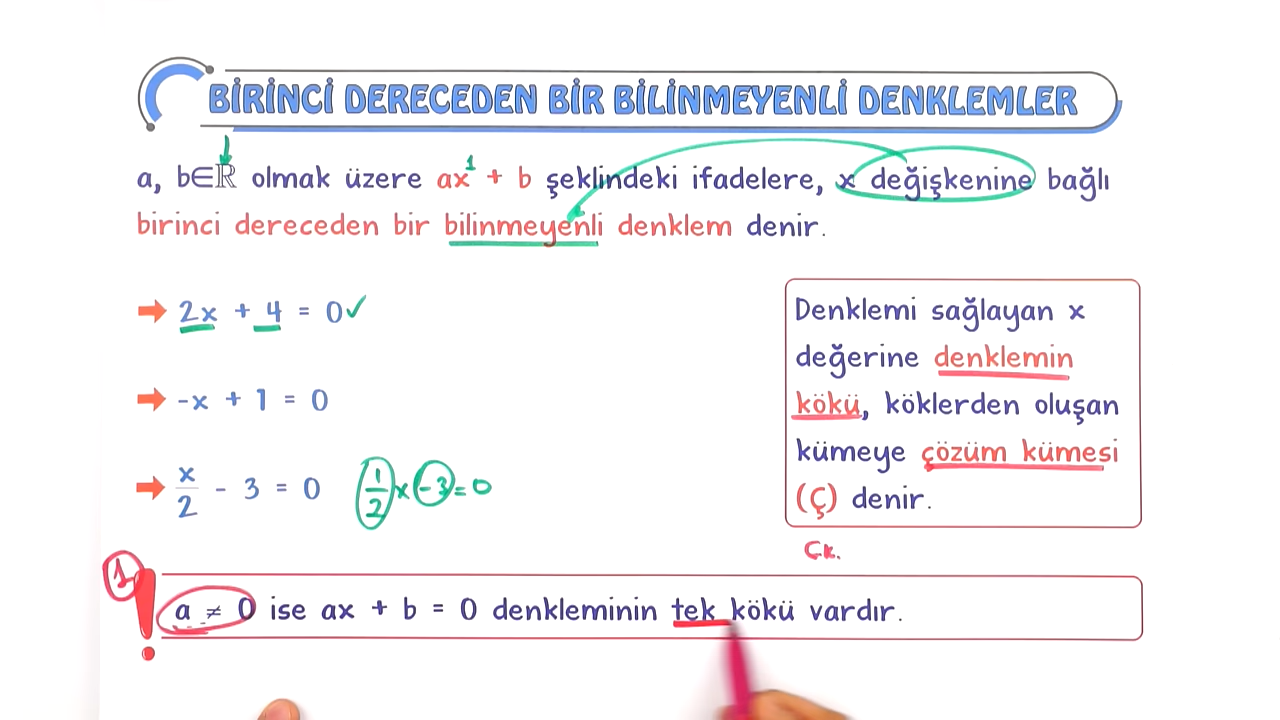 BİRİNCİ DERECEDEN BİR BİLİNMEYENLİ DENKLEMLER
a, b∈ℝ olmak üzere ax¹ + b şeklindeki ifadelere, x değişkenine bağlı
birinci dereceden bir bilinmeyenli denklem denir.
➡ 2x + 4 = 0✓
➡ -x + 1 = 0
➡ x/2 - 3 = 0 1/2 x -3 = 0
Denklemi sağlayan x
değerine denklemin
kökü, köklerden oluşan
kümeye çözüm kümesi
(Ç) denir.
Çk.
1
! a ≠ 0 ise ax + b = 0 denkleminin tek kökü vardır.